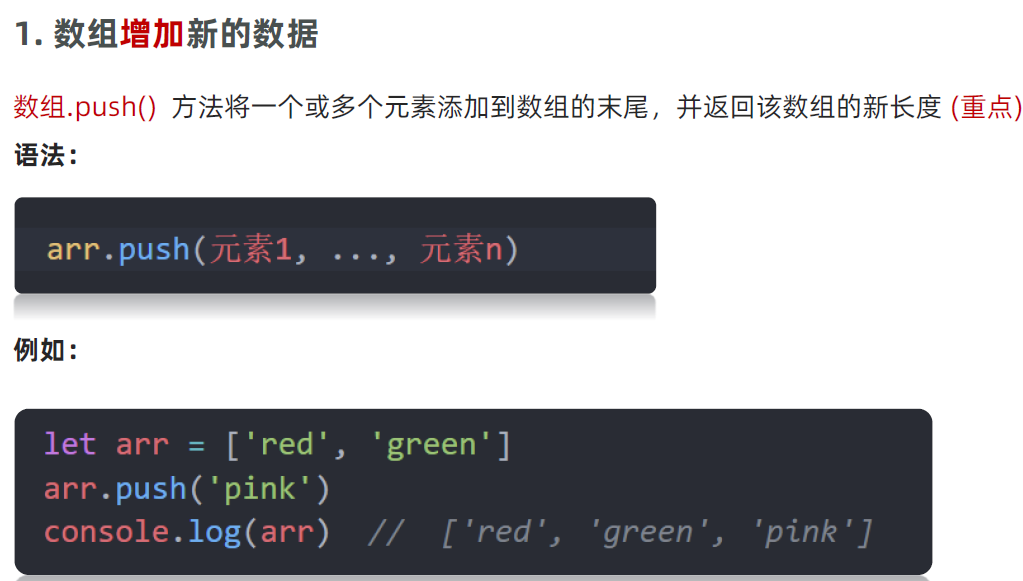 1. 数组增加新的数据
数组.push() 方法将一个或多个元素添加到数组的末尾，并返回该数组的新长度 (重点)
语法：
arr.push(元素1, ..., 元素n)
例如：
let arr = ['red', 'green']
arr.push('pink')
console.log(arr)  //  ['red', 'green', 'pink']